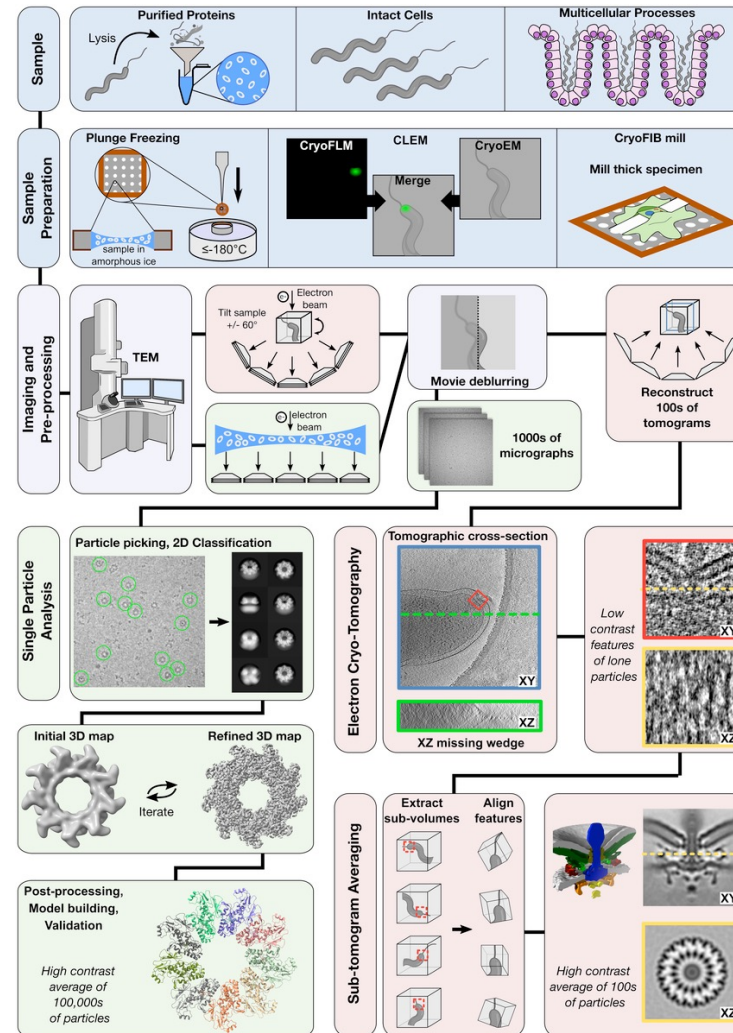 Sample
Purified Proteins
Lysis
Intact Cells
Multicellular Processes
Sample
Preparation
Plunge Freezing
sample in
amorphous ice
≤-180°C
CryoFLM
CLEM
CryoEM
Merge
CryoFIB mill
Mill thick specimen
Imaging and
Pre-processing
TEM
e-
Electron
beam
Tilt sample
+/- 60°
e-
electron
beam
Movie deblurring
1000s of
micrographs
Reconstruct
100s of
tomograms
Single Particle
Analysis
Particle picking, 2D Classification
Initial 3D map
Refined 3D map
Iterate
Post-processing,
Model building,
Validation
High contrast
average of
100,000s
of particles
Electron Cryo-Tomography
Tomographic cross-section
XY
XZ
XZ missing wedge
Low
contrast
features
of lone
particles
XY
XZ
Sub-tomogram Averaging
Extract
sub-volumes
Align
features
High contrast
average of 100s
of particles
XY
XZ